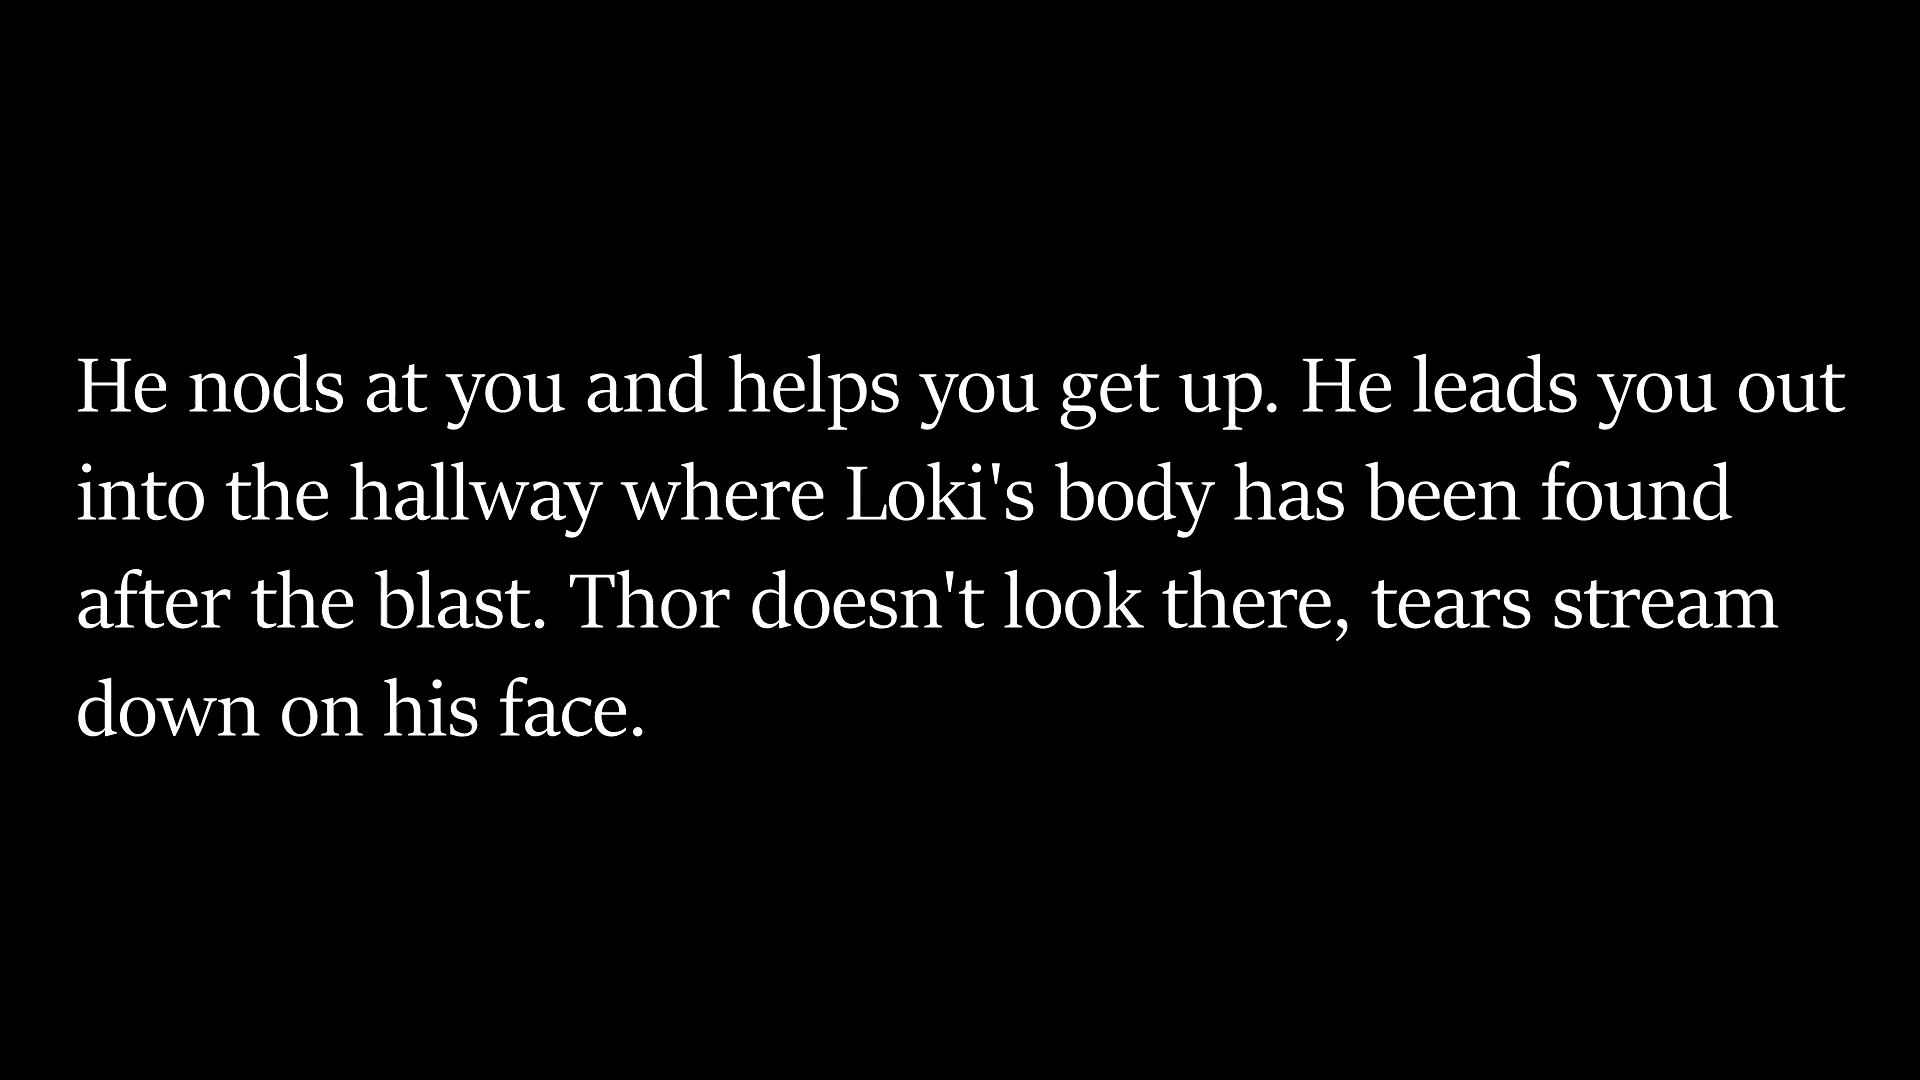 He nods at you and helps you get up. He leads you out
into the hallway where Loki's body has been found
after the blast. Thor doesn't look there, tears stream
down on his face.